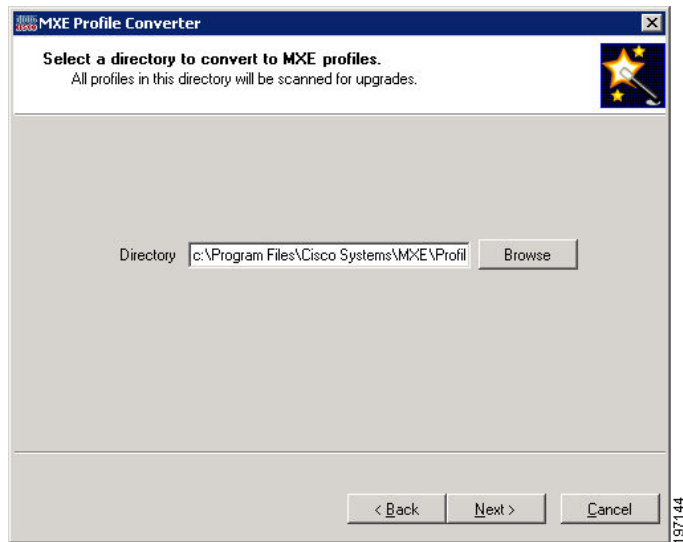 MXE Profile Converter
Select a directory to convert to MXE profiles.
All profiles in this directory will be scanned for upgrades.
Directory c:\Program Files\Cisco Systems\MXE\Profil Browse
< Back Next > Cancel
197144